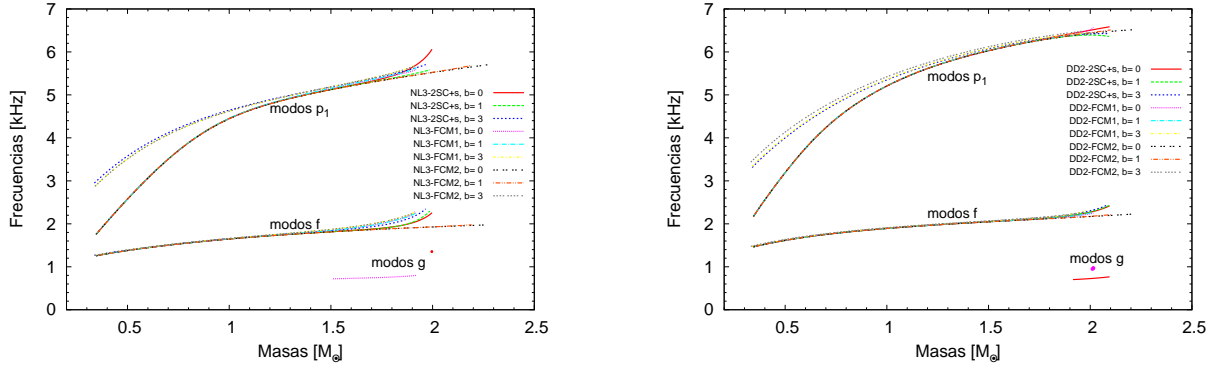 Frecuencias [kHz]
7
6
5
4
3
2
1
0
0.5
1
1.5
2
2.5
Masas [M⊙]
modos p1
modos f
modos g
NL3-2SC+s, b= 0
NL3-2SC+s, b= 1
NL3-2SC+s, b= 3
NL3-FCM1, b= 0
NL3-FCM1, b= 1
NL3-FCM1, b= 3
NL3-FCM2, b= 0
NL3-FCM2, b= 1
NL3-FCM2, b= 3
Frecuencias [kHz]
7
6
5
4
3
2
1
0
0.5
1
1.5
2
2.5
Masas [M⊙]
modos p1
modos f
modos g
DD2-2SC+s, b= 0
DD2-2SC+s, b= 1
DD2-2SC+s, b= 3
DD2-FCM1, b= 0
DD2-FCM1, b= 1
DD2-FCM1, b= 3
DD2-FCM2, b= 0
DD2-FCM2, b= 1
DD2-FCM2, b= 3